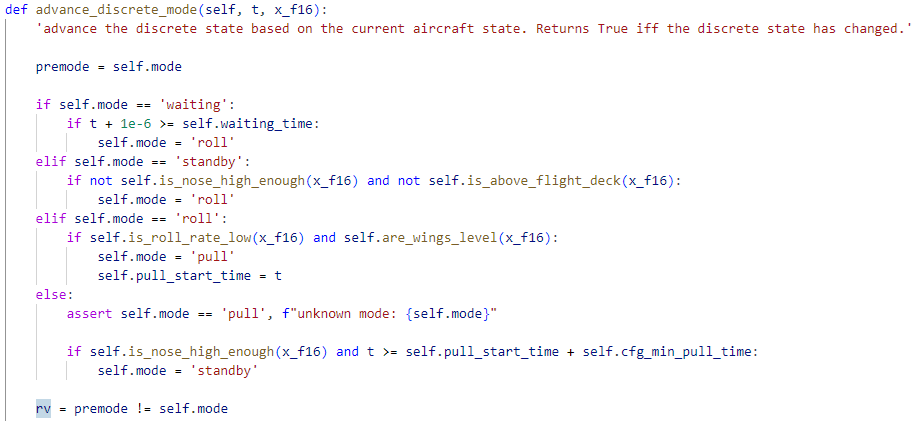 def advance_discrete_mode(self, t, x_f16):
    'advance the discrete state based on the current aircraft state. Returns True iff the discrete state has changed.'

    premode = self.mode

    if self.mode == 'waiting':
        if t + 1e-6 >= self.waiting_time:
            self.mode = 'roll'
    elif self.mode == 'standby':
        if not self.is_nose_high_enough(x_f16) and not self.is_above_flight_deck(x_f16):
            self.mode = 'roll'
    elif self.mode == 'roll':
        if self.is_roll_rate_low(x_f16) and self.are_wings_level(x_f16):
            self.mode = 'pull'
            self.pull_start_time = t
    else:
        assert self.mode == 'pull', f"unknown mode: {self.mode}"

        if self.is_nose_high_enough(x_f16) and t >= self.pull_start_time + self.cfg_min_pull_time:
            self.mode = 'standby'

    rv = premode != self.mode